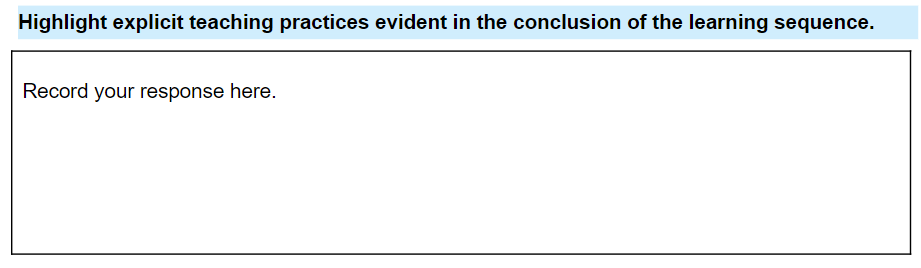 Highlight explicit teaching practices evident in the conclusion of the learning sequence.
Record your response here.